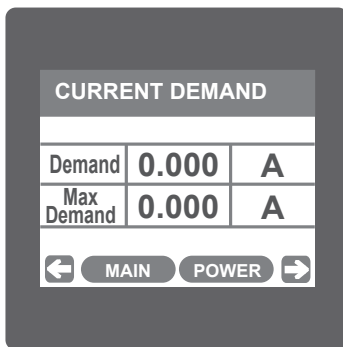 CURRENT DEMAND
Demand 0.000 A
Max Demand 0.000 A
MAIN POWER